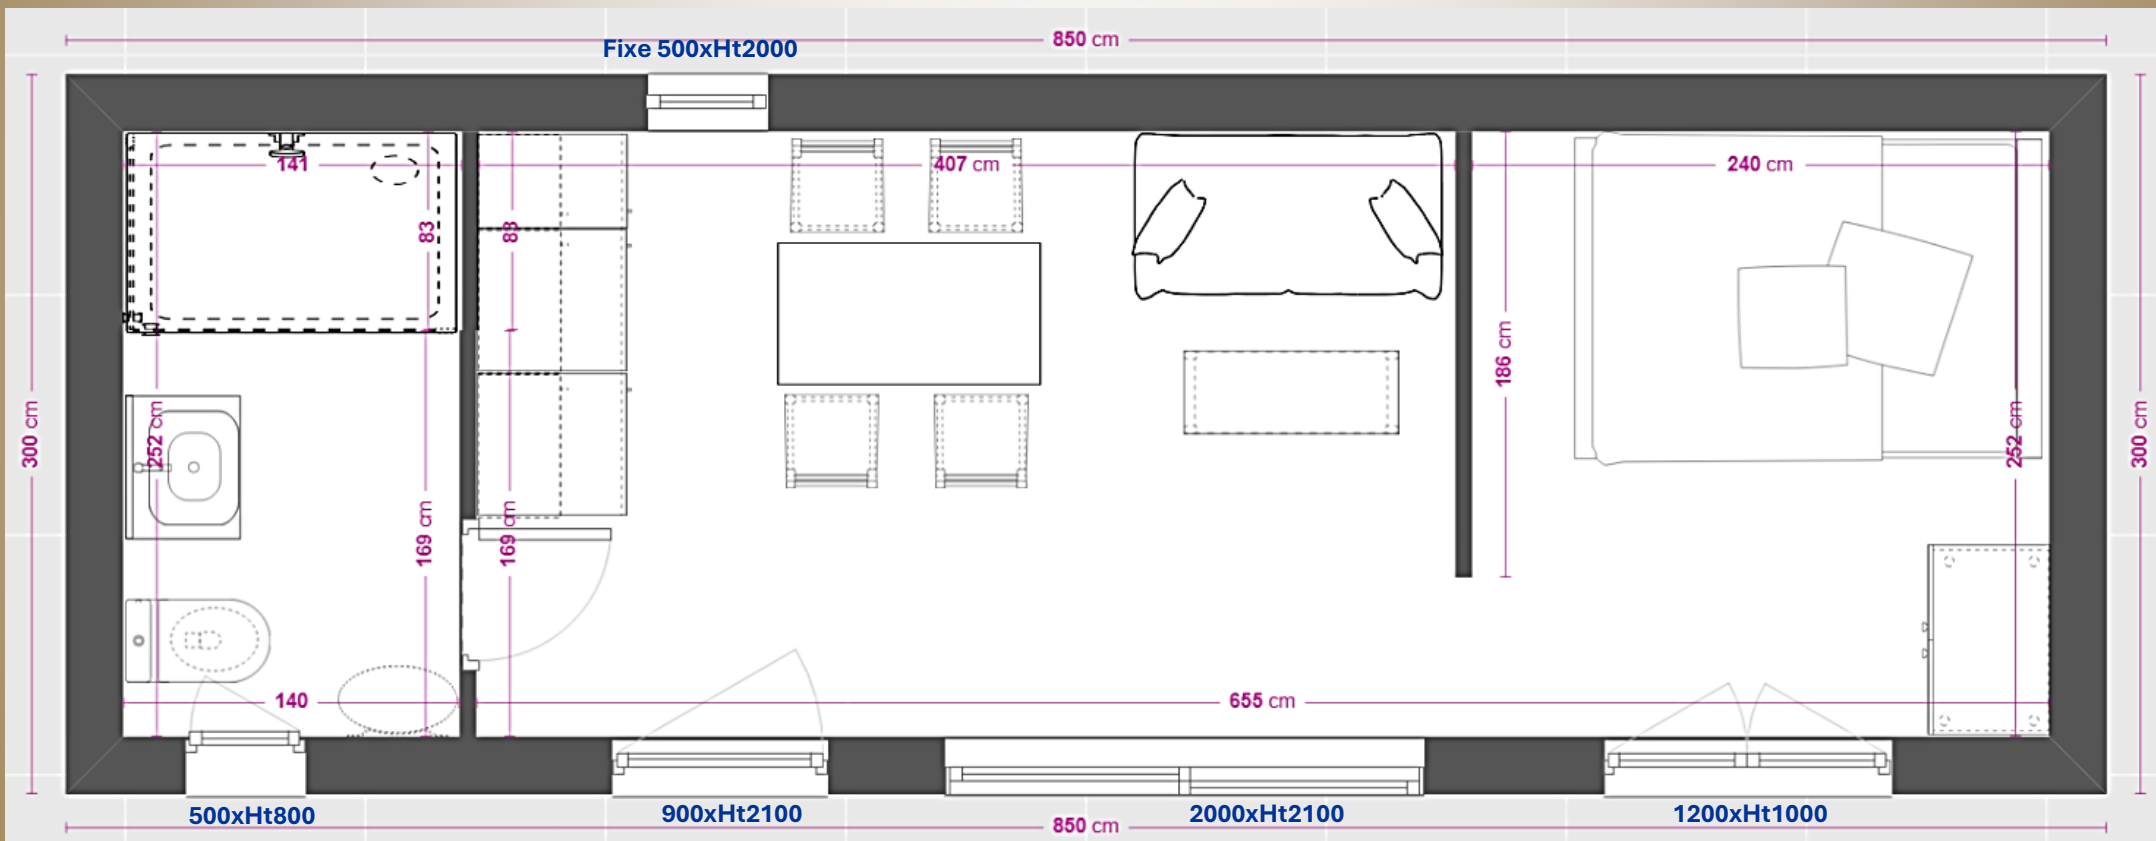 850 cm
Fixe 500xHt2000
141
407 cm
240 cm
83
83
186 cm
300 cm
252 cm
169 cm
169 cm
252 cm
300 cm
140
655 cm
500xHt800
900xHt2100
2000xHt2100
1200xHt1000
850 cm